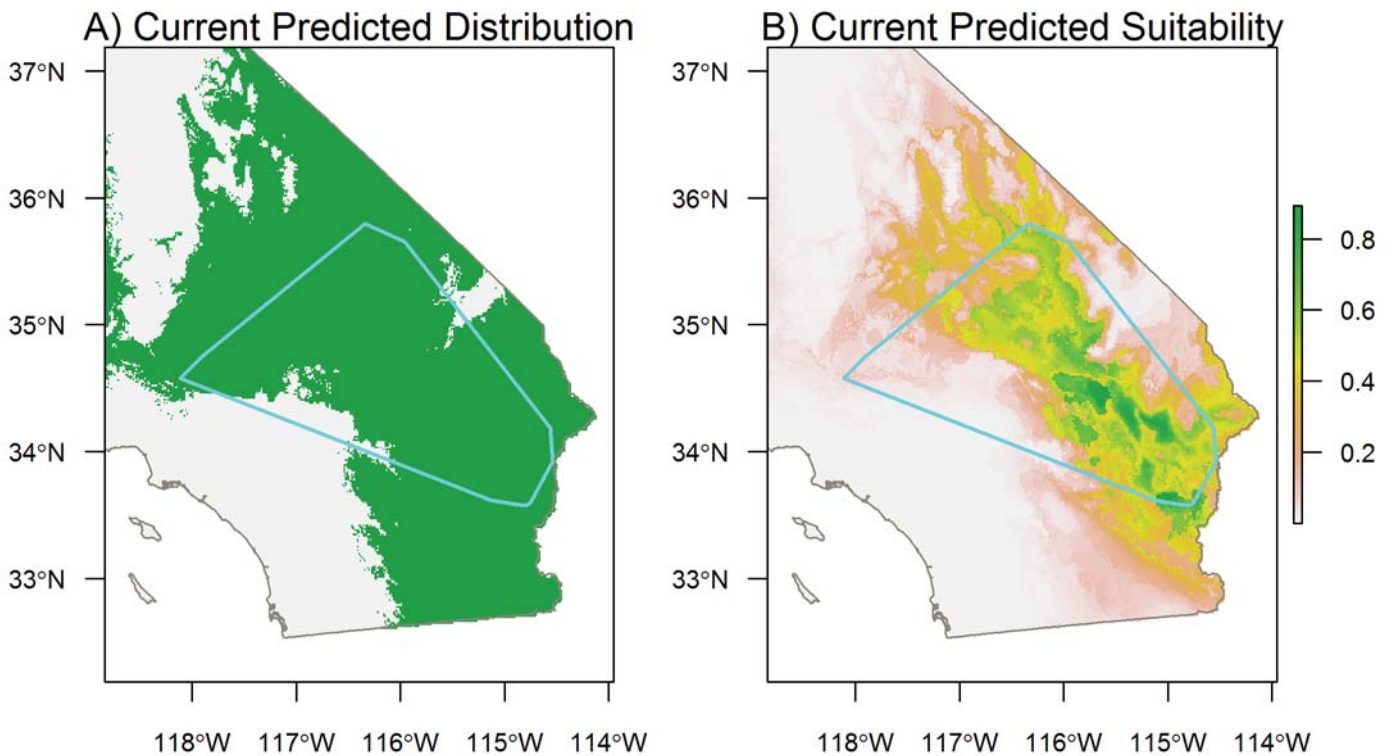 A) Current Predicted Distribution
B) Current Predicted Suitability
37°N
36°N
35°N
34°N
33°N
118°W
117°W
116°W
115°W
114°W
37°N
36°N
35°N
34°N
33°N
118°W
117°W
116°W
115°W
114°W
0.8
0.6
0.4
0.2